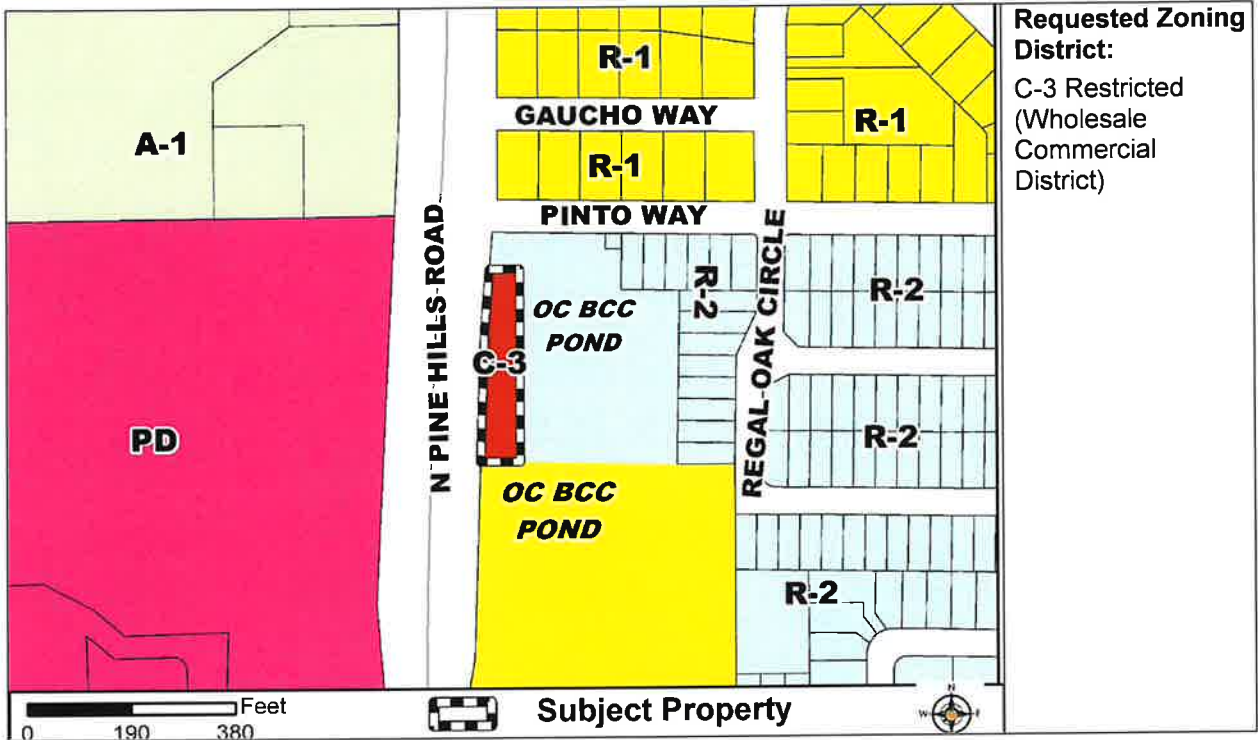 Requested Zoning
District:
C-3 Restricted
(Wholesale
Commercial
District)
R-1
GAUCHO WAY
R-1
A-1
R-1
PINTO WAY
N PINE HILLS ROAD
REGAL OAK CIRCLE
R-2
R-2
OC BCC
POND
C-3
PD
R-2
OC BCC
POND
R-2
Feet
0 190 380
Subject Property
N
W E
S